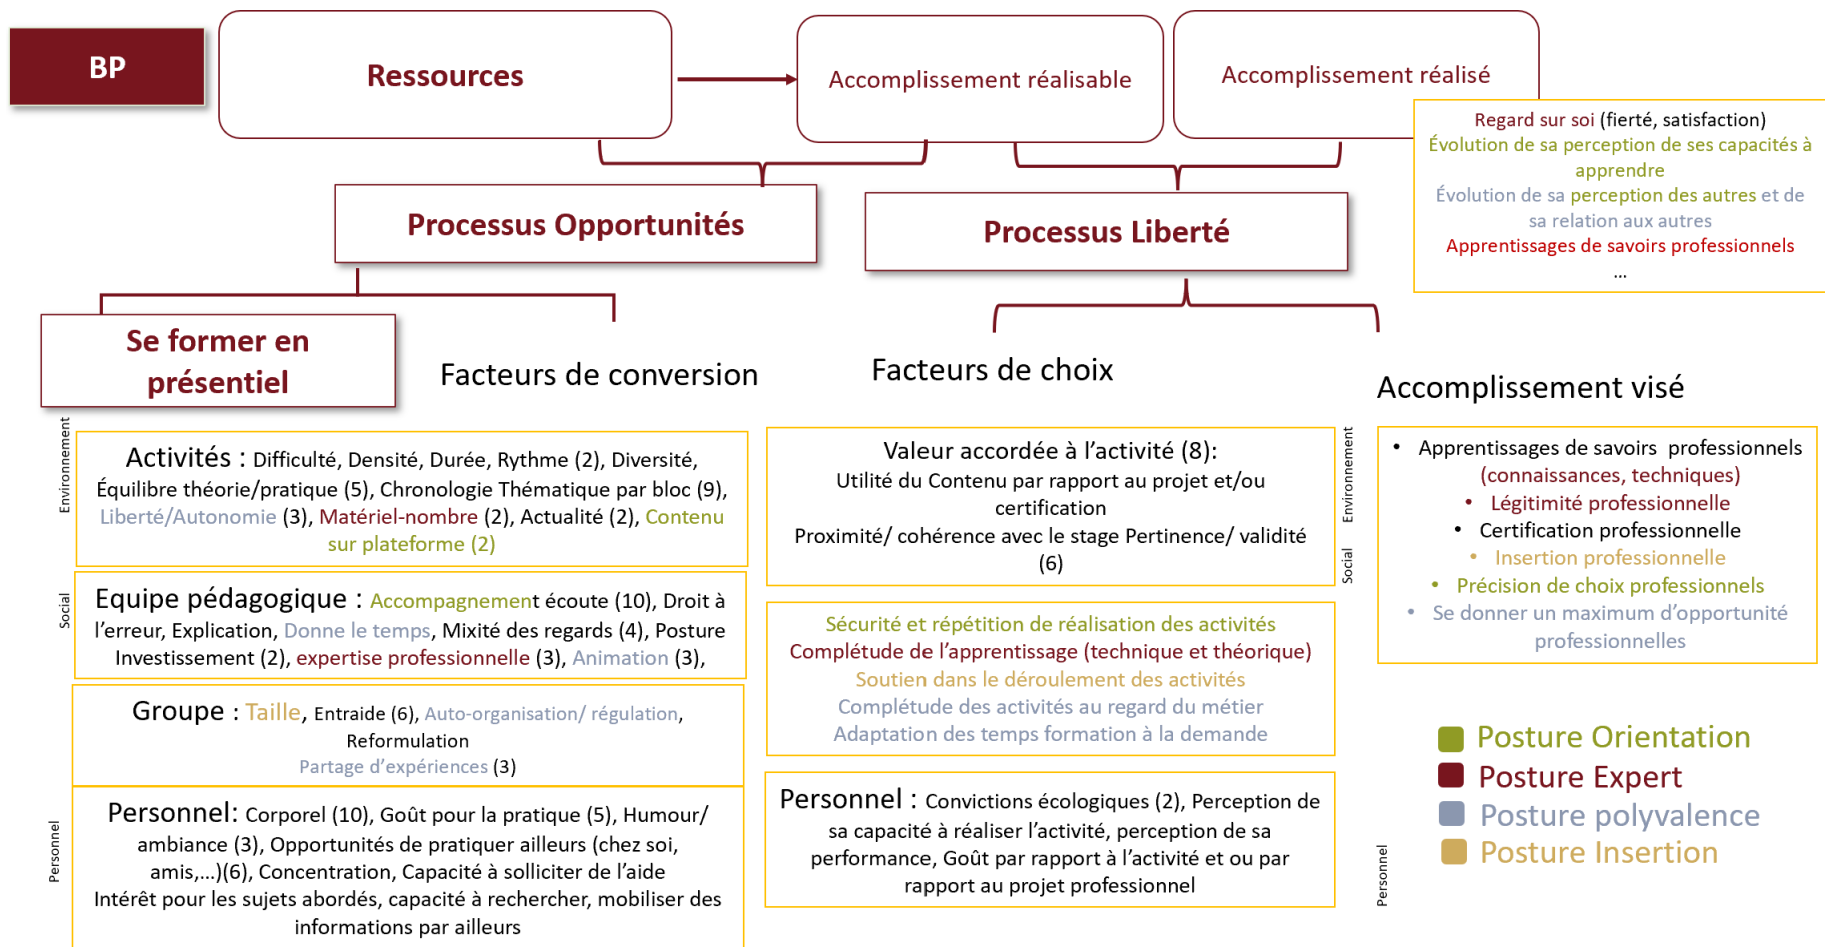 BP
Ressources
Accomplissement réalisable
Accomplissement réalisé
Regard sur soi (fierté, satisfaction)
Évolution de sa perception de ses capacités à
apprendre
Évolution de sa perception des autres et de
sa relation aux autres
Apprentissages de savoirs professionnels
...
Processus Opportunités
Processus Liberté
Se former en
présentiel
Facteurs de conversion
Facteurs de choix
Accomplissement visé
Environnement
Activités : Difficulté, Densité, Durée, Rythme (2), Diversité,
Équilibre théorie/pratique (5), Chronologie Thématique par bloc (9),
Liberté/Autonomie (3), Matériel-nombre (2), Actualité (2), Contenu
sur plateforme (2)
Social
Equipe pédagogique : Accompagnement écoute (10), Droit à
l’erreur, Explication, Donne le temps, Mixité des regards (4), Posture
Investissement (2), expertise professionnelle (3), Animation (3),
Groupe : Taille, Entraide (6), Auto-organisation/ régulation,
Reformulation
Partage d’expériences (3)
Personnel
Personnel: Corporel (10), Goût pour la pratique (5), Humour/
ambiance (3), Opportunités de pratiquer ailleurs (chez soi,
amis,...)(6), Concentration, Capacité à solliciter de l’aide
Intérêt pour les sujets abordés, capacité à rechercher, mobiliser des
informations par ailleurs
Valeur accordée à l’activité (8):
Utilité du Contenu par rapport au projet et/ou
certification
Proximité/ cohérence avec le stage Pertinence/ validité
(6)
Environnement
Social
Sécurité et répétition de réalisation des activités
Complétude de l’apprentissage (technique et théorique)
Soutien dans le déroulement des activités
Complétude des activités au regard du métier
Adaptation des temps formation à la demande
Personnel : Convictions écologiques (2), Perception de
sa capacité à réaliser l’activité, perception de sa
performance, Goût par rapport à l’activité et ou par
rapport au projet professionnel
Personnel
• Apprentissages de savoirs professionnels
(connaissances, techniques)
• Légitimité professionnelle
• Certification professionnelle
• Insertion professionnelle
• Précision de choix professionnels
• Se donner un maximum d’opportunité
professionnelles
Posture Orientation
Posture Expert
Posture polyvalence
Posture Insertion